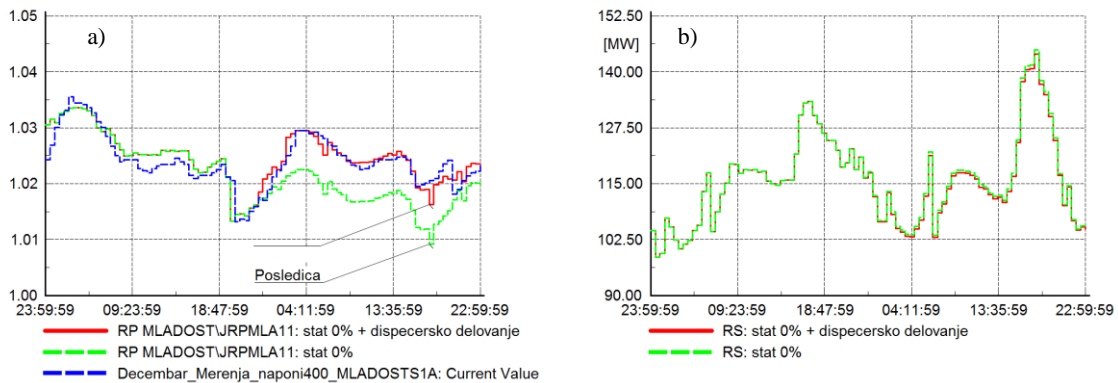 1.05
a)
1.04
1.03
1.02
1.01
Posledica
1.00
23:59:59 09:23:59 18:47:59 04:11:59 13:35:59 22:59:59
RP MLADOST\JRPMLA11: stat 0% + dispecersko delovanje
RP MLADOST\JRPMLA11: stat 0%
Decembar_Merenja_naponi400_MLADOSTS1A: Current Value
152.50
[MW]
b)
140.00
127.50
115.00
102.50
90.00
23:59:59 09:23:59 18:47:59 04:11:59 13:35:59 22:59:59
RS: stat 0% + dispecersko delovanje
RS: stat 0%